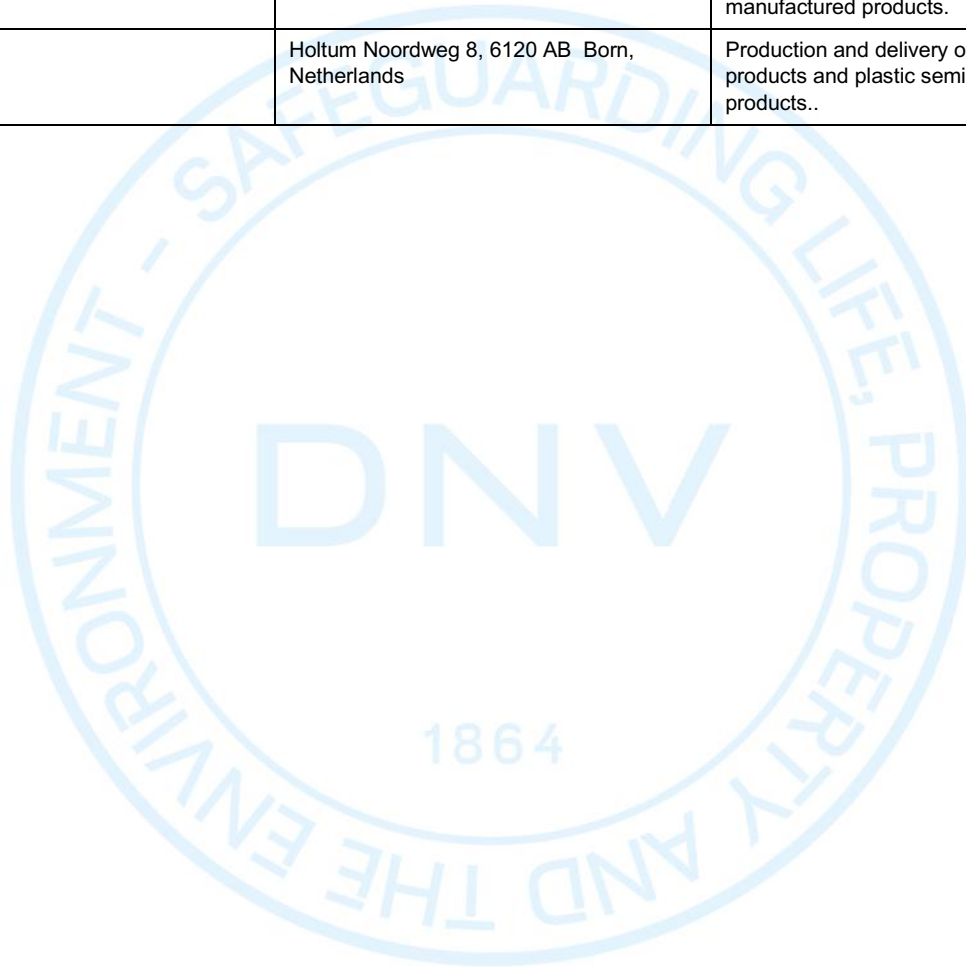 manufactured products.
Holtum Noordweg 8, 6120 AB Born,
Netherlands
Production and delivery o
products and plastic semi
products..
SAFEGUARDING LIFE, PROPERTY AND THE ENVIRONMENT -
DNV
1864